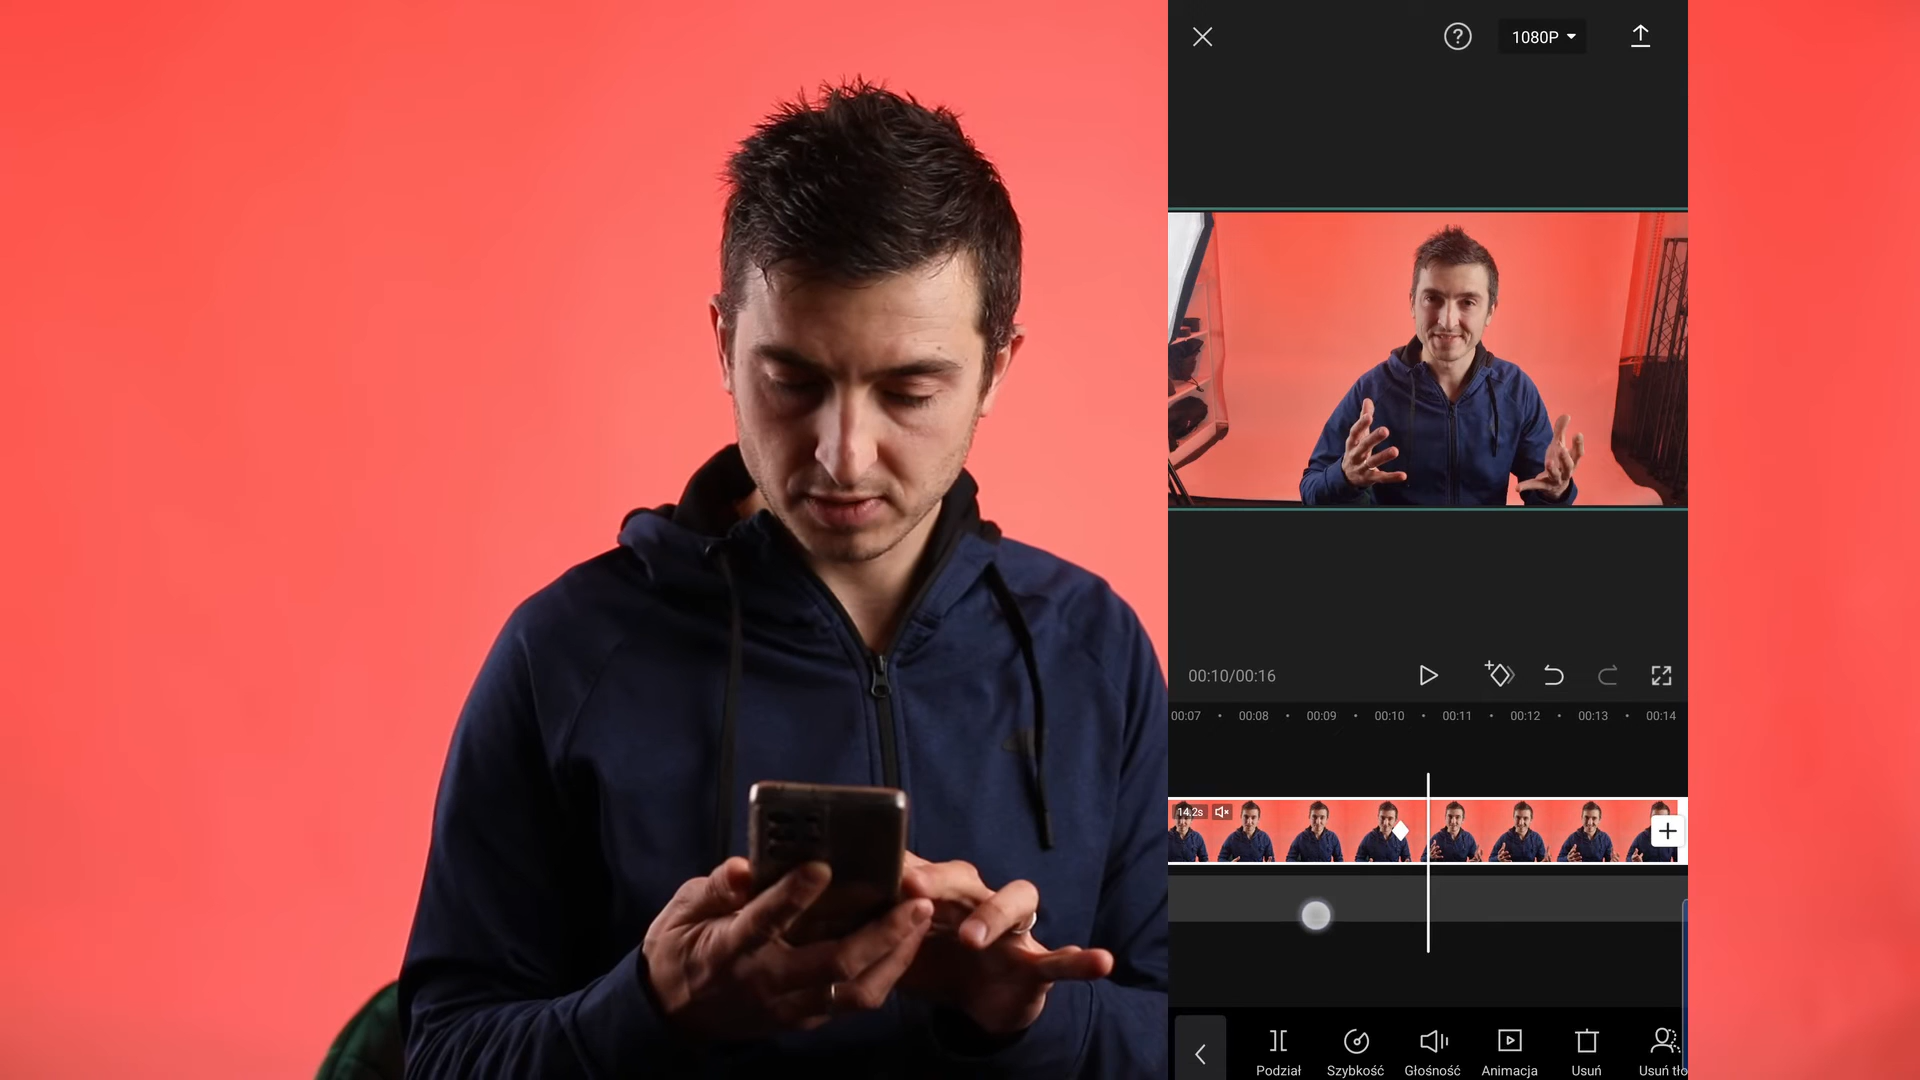 1080P
00:10/00:16
00:07 00:08 00:09 00:10 00:11 00:12 00:13 00:14
14.2s
Podział Szybkość Głośność Animacja Usuń Usuń tło